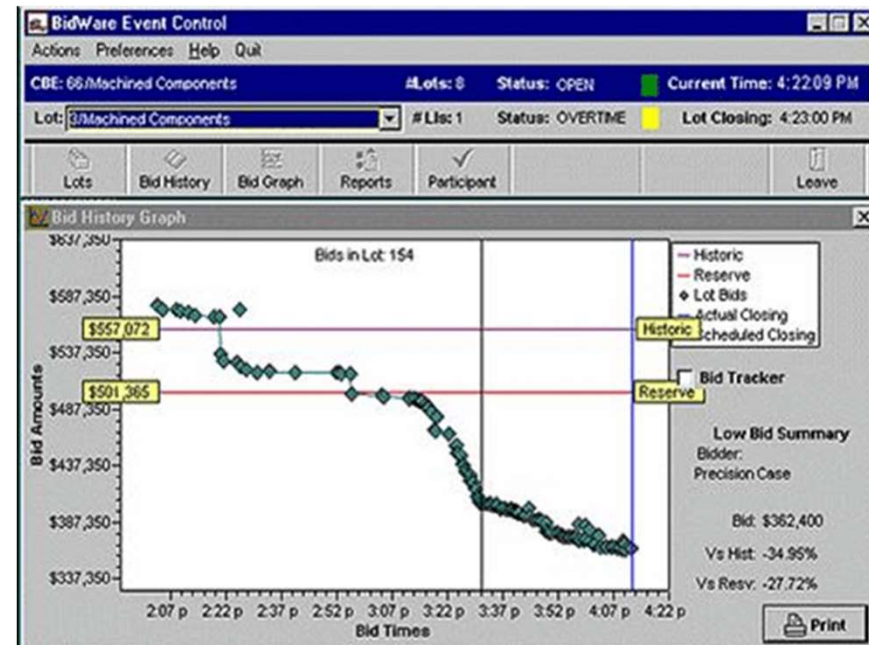 BidWare Event Control
Actions Preferences Help Quit
CBE: 66/Machined Components #Lots: 8 Status: OPEN Current Time: 4:22:09 PM
Lot: 3/Machined Components #LIs: 1 Status: OVERTIME Lot Closing: 4:23:00 PM
Lots Bid History Bid Graph Reports Participant Leave
Bid History Graph
$637,350
Bids in Lot: 154
Historic
Reserve
Lot Bids
Actual Closing
Scheduled Closing
$587,350
$557,072 Historic
$537,350
$501,365 Reserve
Bid Tracker
$487,350
$437,350
$387,350
$337,350
Bid Amounts
Low Bid Summary
Bidder:
Precision Case
Bid: $362,400
Vs Hist: -34.95%
Vs Resv: -27.72%
2:07 p 2:22 p 2:37 p 2:52 p 3:07 p 3:22 p 3:37 p 3:52 p 4:07 p 4:22 p
Bid Times
Print